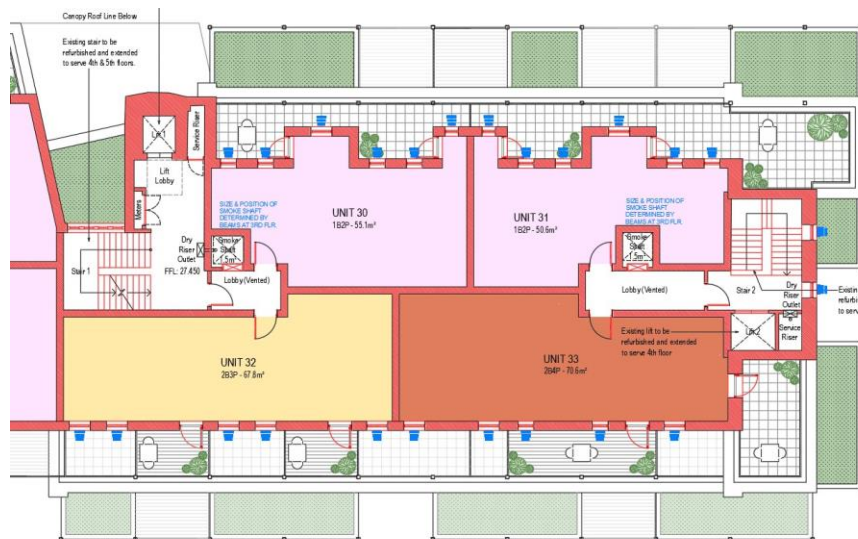 Canopy Roof Line Below
Existing stair to be
refurbished and extended
to serve 4th & 5th floors.
Lift 1
Service Riser
Lift
Lobby
Meters
SIZE & POSITION OF
SMOKE SHAFT
DETERMINED BY
BEAMS AT 3RD FLR.
UNIT 30
1B2P - 55.1m²
UNIT 31
1B2P - 50.6m²
SIZE & POSITION OF
SMOKE SHAFT
DETERMINED BY
BEAMS AT 3RD FLR.
Dry
Riser
Outlet
FFL: 27.450
Smoke
Shaft
1.5m²
Smoke
Shaft
1.5m²
Stair 1
Lobby (Vented)
Lobby (Vented)
Stair 2
Dry
Riser
Outlet
Existing
refurbi
to serve
Lift 2
Service
Riser
Existing lift to be
refurbished and extended
to serve 4th floor
UNIT 32
2B3P - 67.8m²
UNIT 33
2B4P - 70.6m²